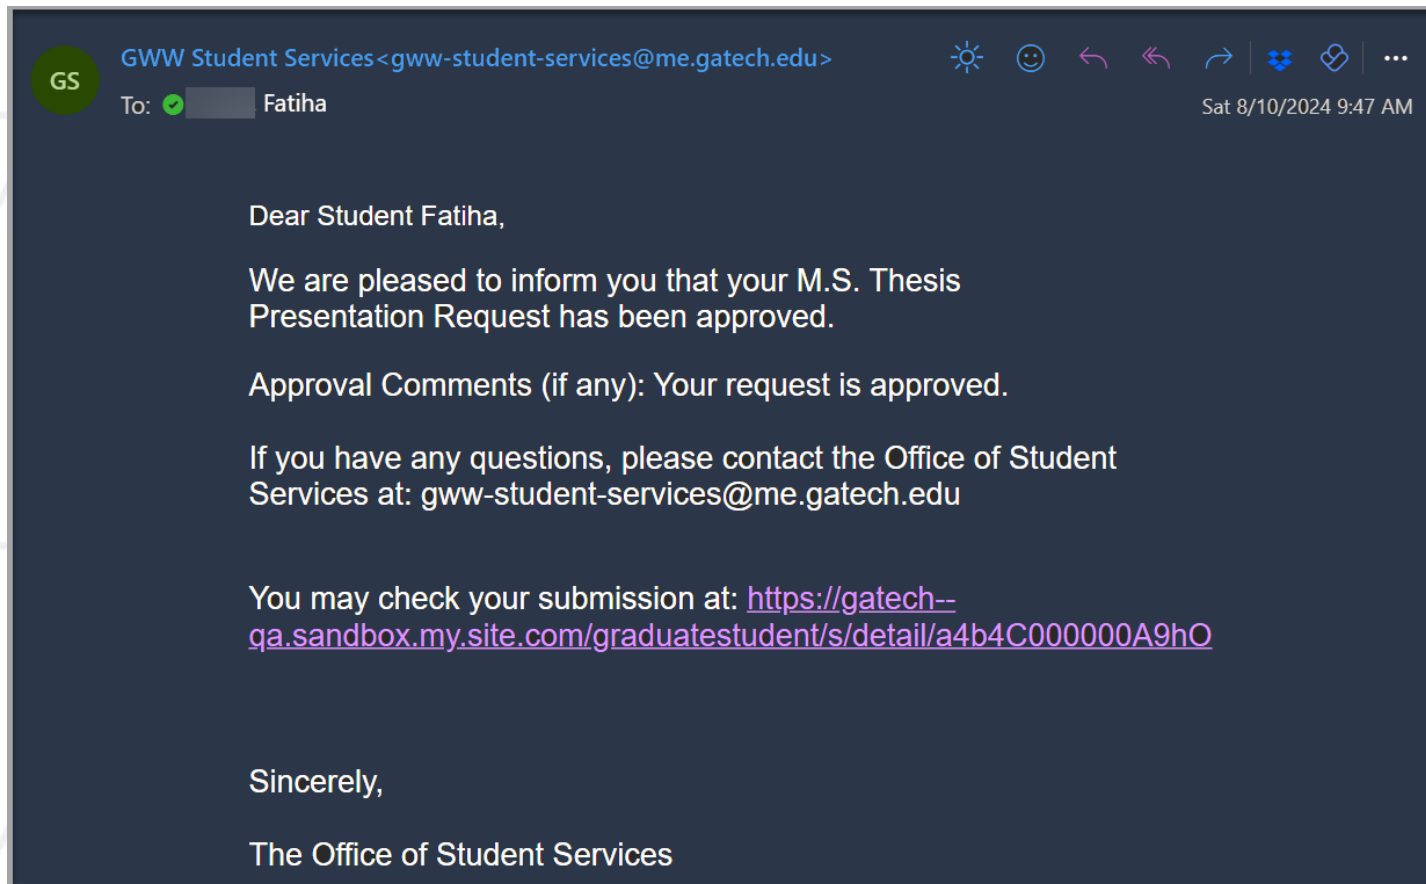 GS
GWW Student Services<gww-student-services@me.gatech.edu>
To: Fatiha
Sat 8/10/2024 9:47 AM
Dear Student Fatiha,
We are pleased to inform you that your M.S. Thesis
Presentation Request has been approved.
Approval Comments (if any): Your request is approved.
If you have any questions, please contact the Office of Student
Services at: gww-student-services@me.gatech.edu
You may check your submission at: https://gatech--
qa.sandbox.my.site.com/graduatestudent/s/detail/a4b4C000000A9hO
Sincerely,
The Office of Student Services